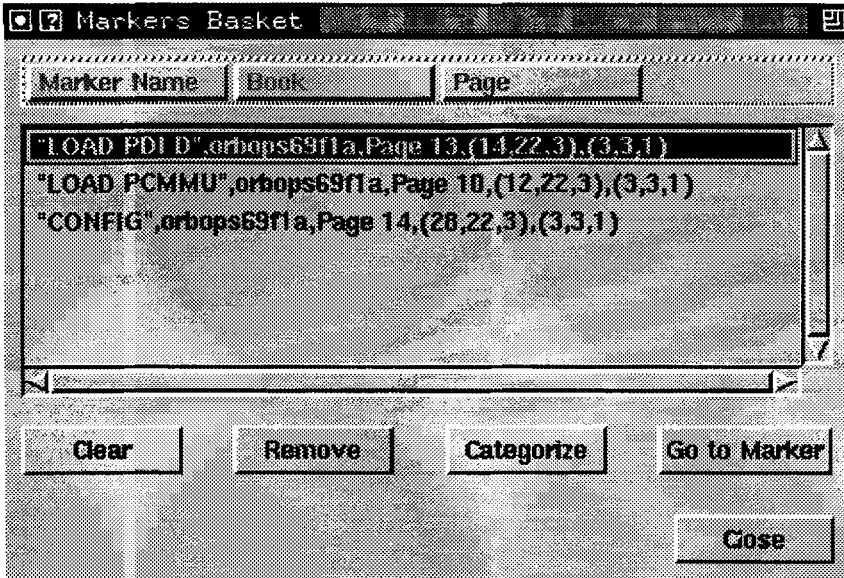 Markers Basket
Marker Name Book Page
"LOAD PDI D",orbops69f1a,Page 13,(14,22,3),(3,3,1)
"LOAD PCMMU",orbops69f1a,Page 10,(12,22,3),(3,3,1)
"CONFIG",orbops69f1a,Page 14,(28,22,3),(3,3,1)
Clear Remove Categorize Go to Marker
Close